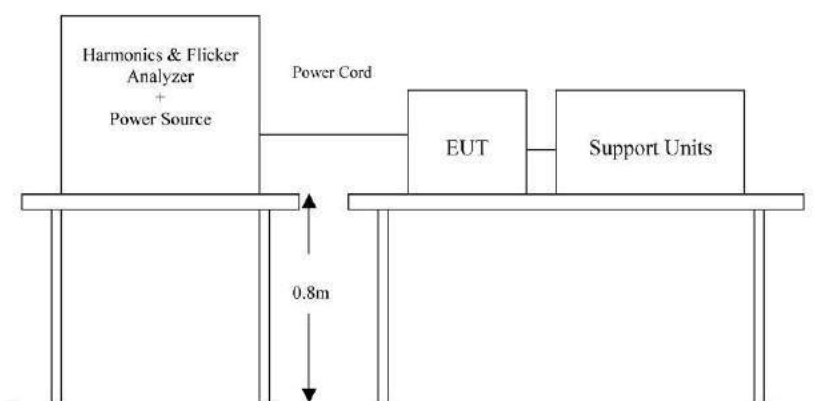 Harmonics & Flicker
Analyzer
+
Power Source
Power Cord
EUT
Support Units
0.8m